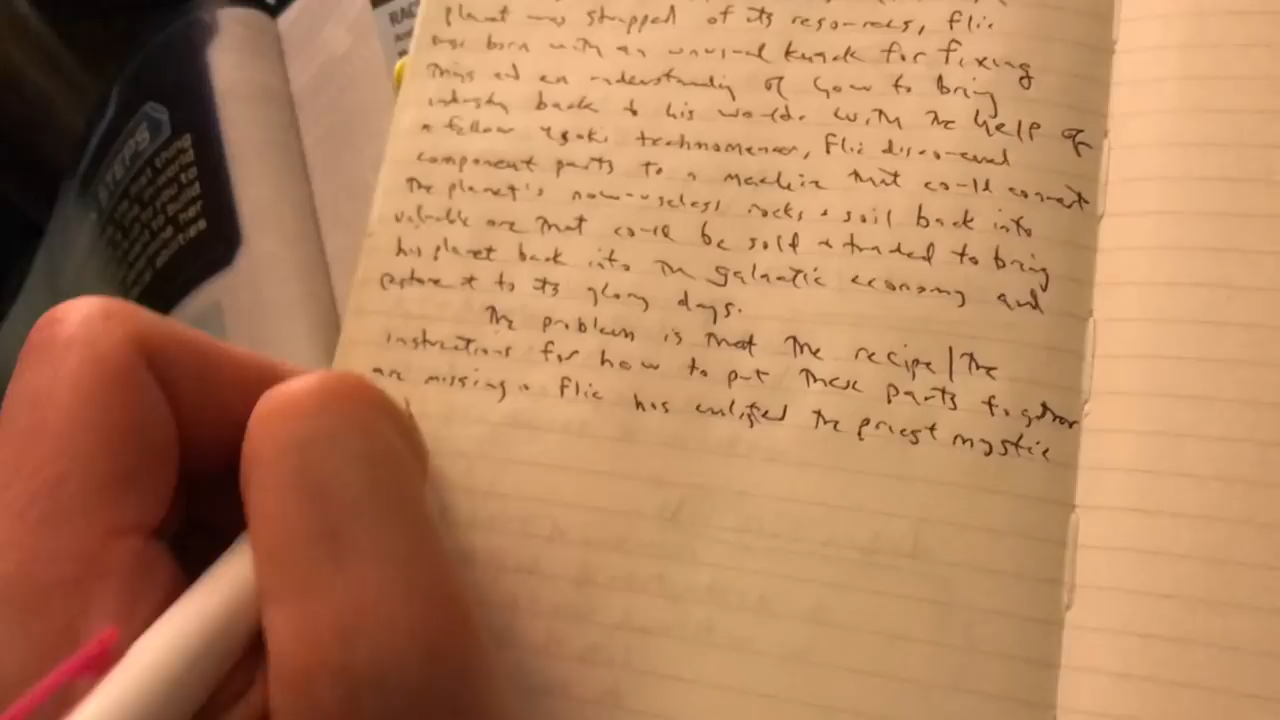 STEPS
RAC
planet was stripped of its resources, Flic
was born with an unusual knack for fixing
things and an understanding of how to bring
industry back to his world. With the help of
a fellow ysoki technomancer, Flic discovered
component parts to a machine that could convert
the planet's now-useless rocks & soil back into
valuable ore that could be sold & traded to bring
his planet back into the galactic economy and
restore it to its glory days.
The problem is that the recipe/the
instructions for how to put these parts together
are missing. Flic has enlisted the priest mystic